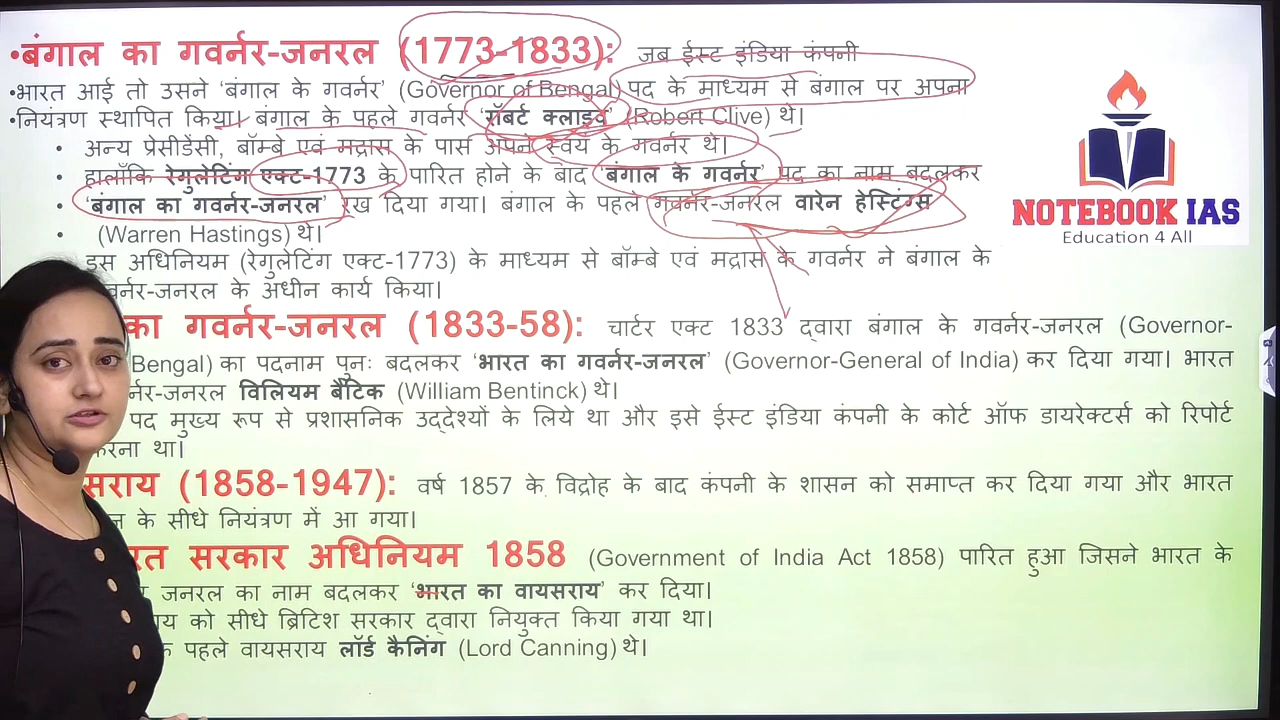 •बंगाल का गवर्नर-जनरल (1773-1833): जब ईस्ट इंडिया कंपनी
•भारत आई तो उसने 'बंगाल के गवर्नर' (Governor of Bengal) पद के माध्यम से बंगाल पर अपना
•नियंत्रण स्थापित किया। बंगाल के पहले गवर्नर 'रॉबर्ट क्लाइव' (Robert Clive) थे।
• अन्य प्रेसीडेंसी, बॉम्बे एवं मद्रास के पास अपने स्वयं के गवर्नर थे।
• हालाँकि रेगुलेटिंग एक्ट-1773 के पारित होने के बाद 'बंगाल के गवर्नर' पद का नाम बदलकर
• 'बंगाल का गवर्नर-जनरल' रख दिया गया। बंगाल के पहले गवर्नर-जनरल वारेन हेस्टिंग्स
• (Warren Hastings) थे।
इस अधिनियम (रेगुलेटिंग एक्ट-1773) के माध्यम से बॉम्बे एवं मद्रास के गवर्नर ने बंगाल के
वर्नर-जनरल के अधीन कार्य किया।
का गवर्नर-जनरल (1833-58): चार्टर एक्ट 1833 द्वारा बंगाल के गवर्नर-जनरल (Governor-
Bengal) का पदनाम पुनः बदलकर 'भारत का गवर्नर-जनरल' (Governor-General of India) कर दिया गया। भारत
र्नर-जनरल विलियम बैंटिक (William Bentinck) थे।
पद मुख्य रूप से प्रशासनिक उद्देश्यों के लिये था और इसे ईस्ट इंडिया कंपनी के कोर्ट ऑफ डायरेक्टर्स को रिपोर्ट
करना था।
सराय (1858-1947): वर्ष 1857 के विद्रोह के बाद कंपनी के शासन को समाप्त कर दिया गया और भारत
न के सीधे नियंत्रण में आ गया।
रत सरकार अधिनियम 1858 (Government of India Act 1858) पारित हुआ जिसने भारत के
जनरल का नाम बदलकर 'भारत का वायसराय' कर दिया।
य को सीधे ब्रिटिश सरकार द्वारा नियुक्त किया गया था।
के पहले वायसराय लॉर्ड कैनिंग (Lord Canning) थे।
NOTEBOOK IAS
Education 4 All